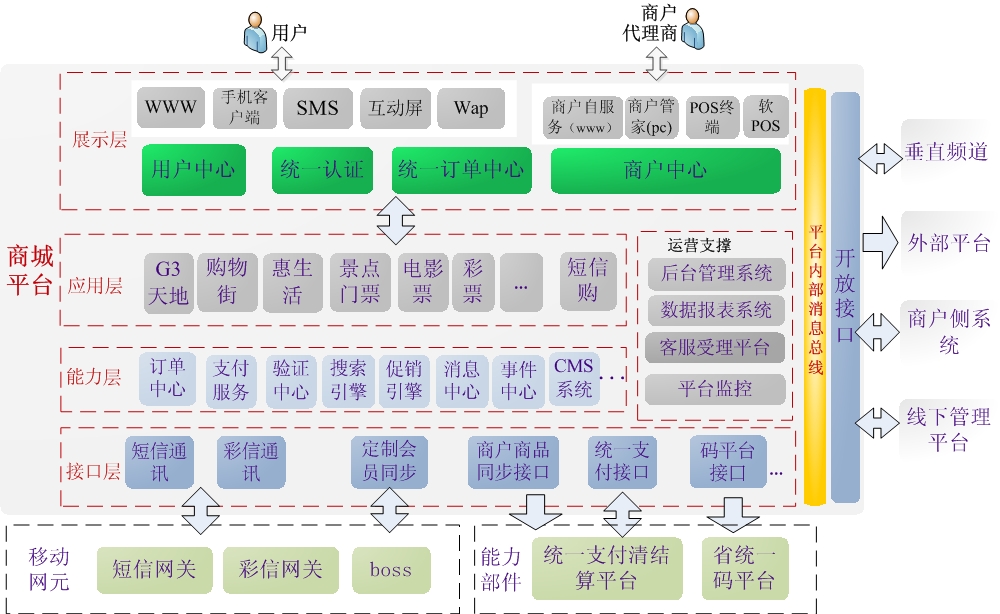 用户
商户
代理商
商城
平台
展示层
WWW
手机客
户端
SMS
互动屏
Wap
商户自服
务（www）
商户管
家(pc)
POS终
端
软
POS
用户中心
统一认证
统一订单中心
商户中心
应用层
G3
天地
购物
街
惠生
活
景点
门票
电影
票
彩
票
...
短信
购
运营支撑
后台管理系统
数据报表系统
客服受理平台
平台监控
能力层
订单
中心
支付
服务
验证
中心
搜索
引擎
促销
引擎
消息
中心
事件
中心
CMS
系统
...
接口层
短信通
讯
彩信通
讯
定制会
员同步
商户商品
同步接口
统一支
付接口
码平台
接口
...
平台内部消息总线
开放接口
垂直频道
外部平台
商户侧系
统
线下管理
平台
移动
网元
短信网关
彩信网关
boss
能力
部件
统一支付清结
算平台
省统一
码平台